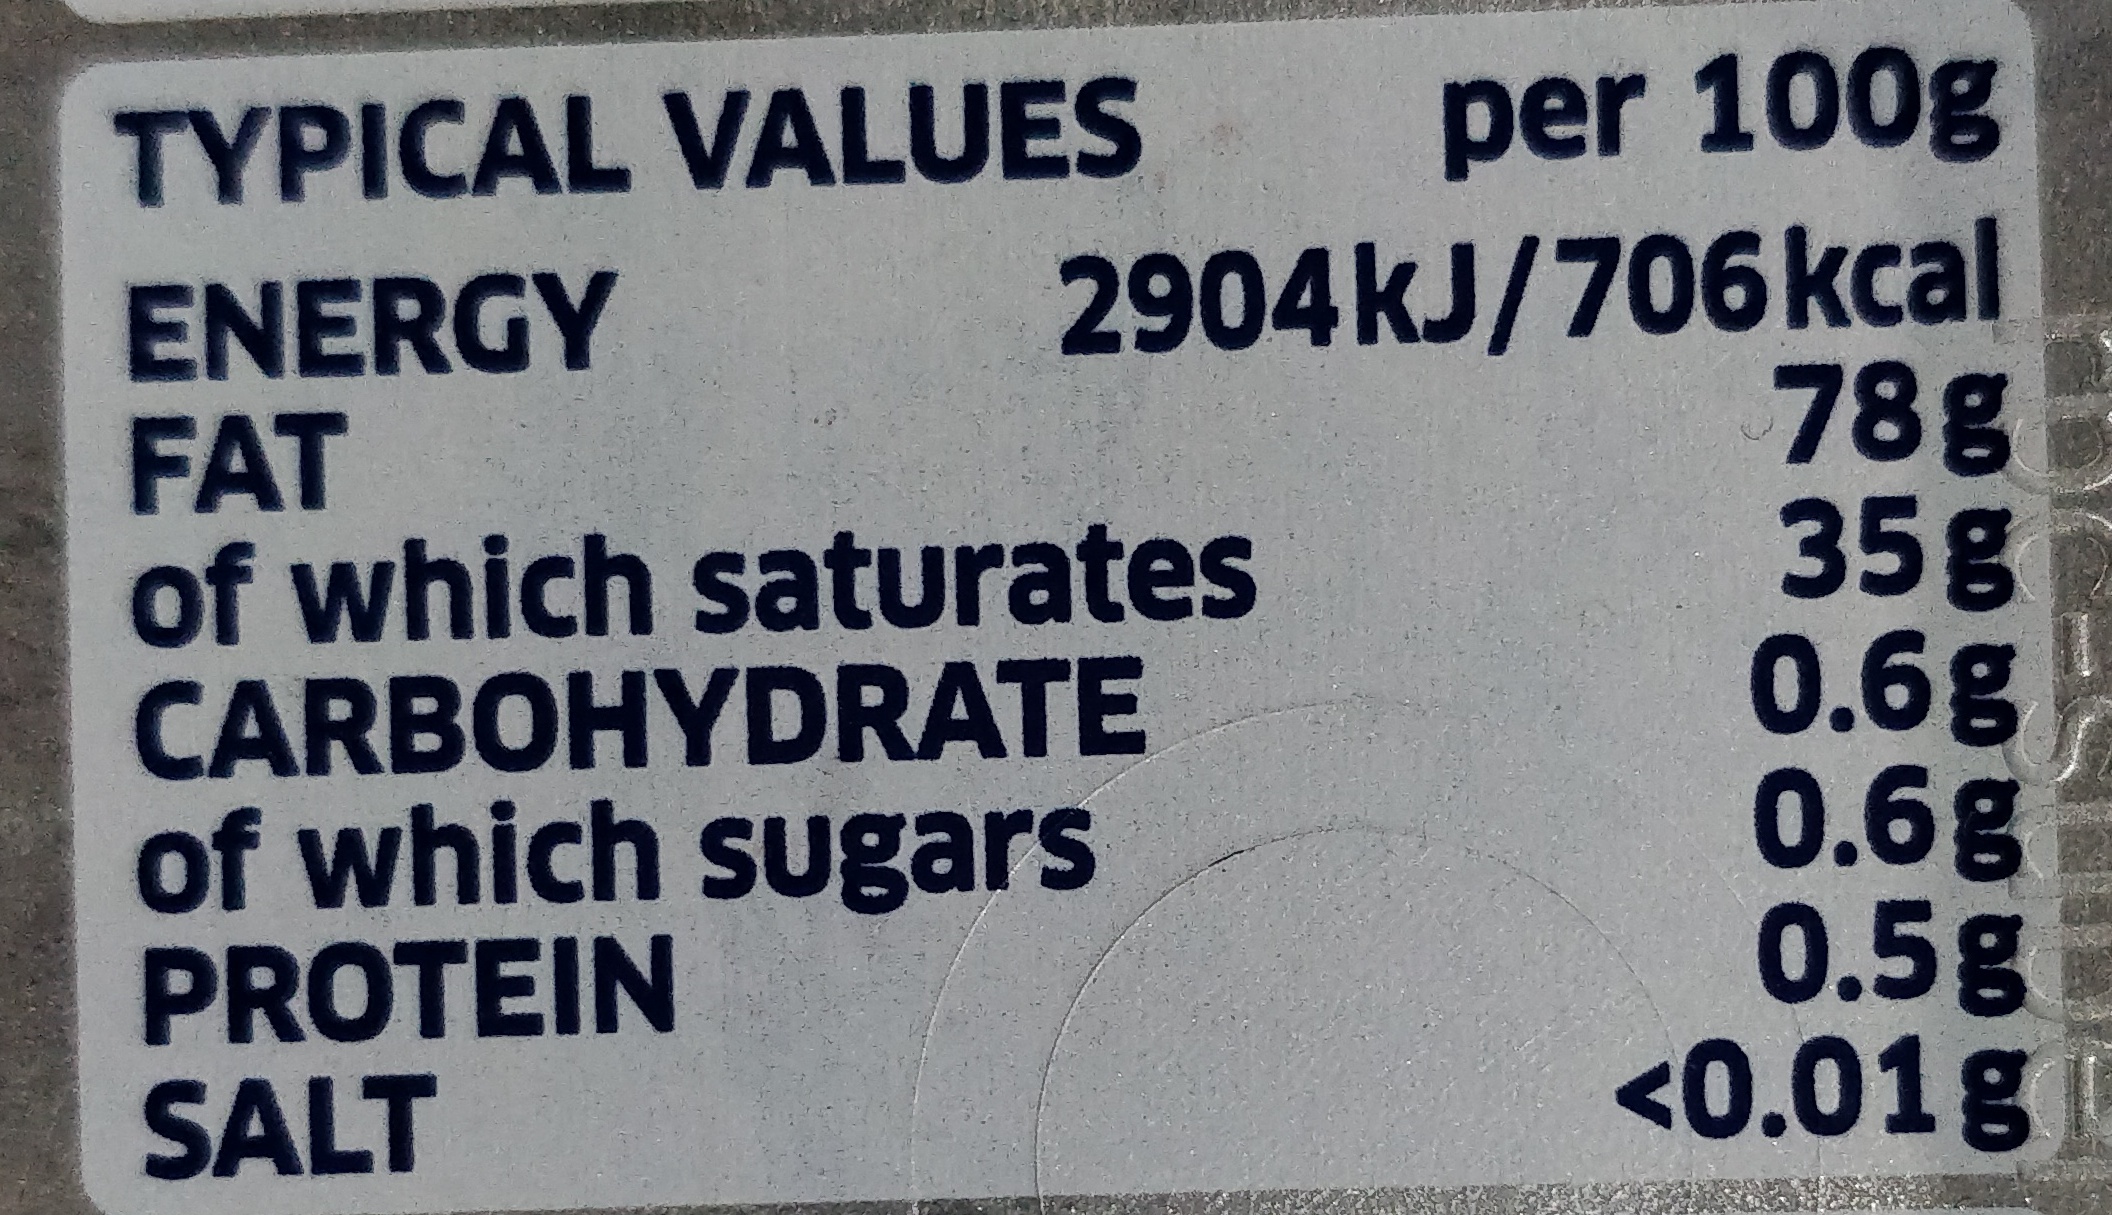 TYPICAL VALUES per 100g
ENERGY 2904kJ/706kcal
FAT 78g
of which saturates 35g
CARBOHYDRATE 0.6g
of which sugars 0.6g
PROTEIN 0.5g
SALT <0.01g